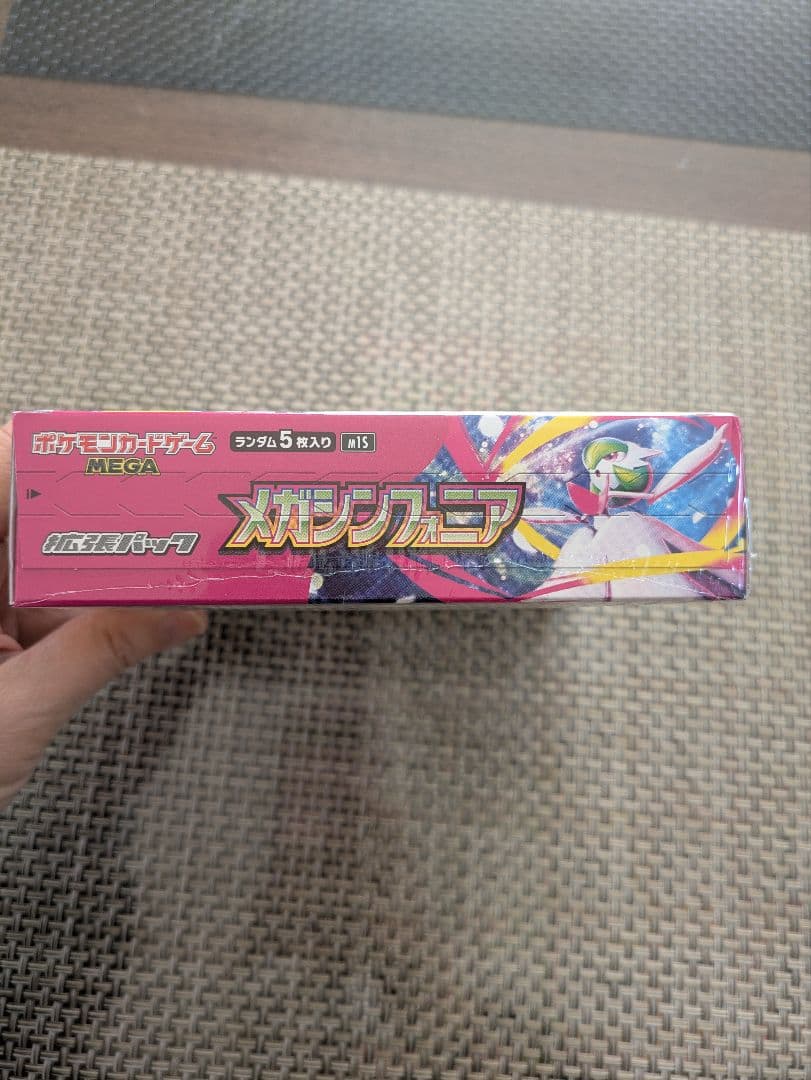 ポケモンカードゲーム
MEGA
ランダム5枚入り
M1S
メガシンフォニア
拡張パック